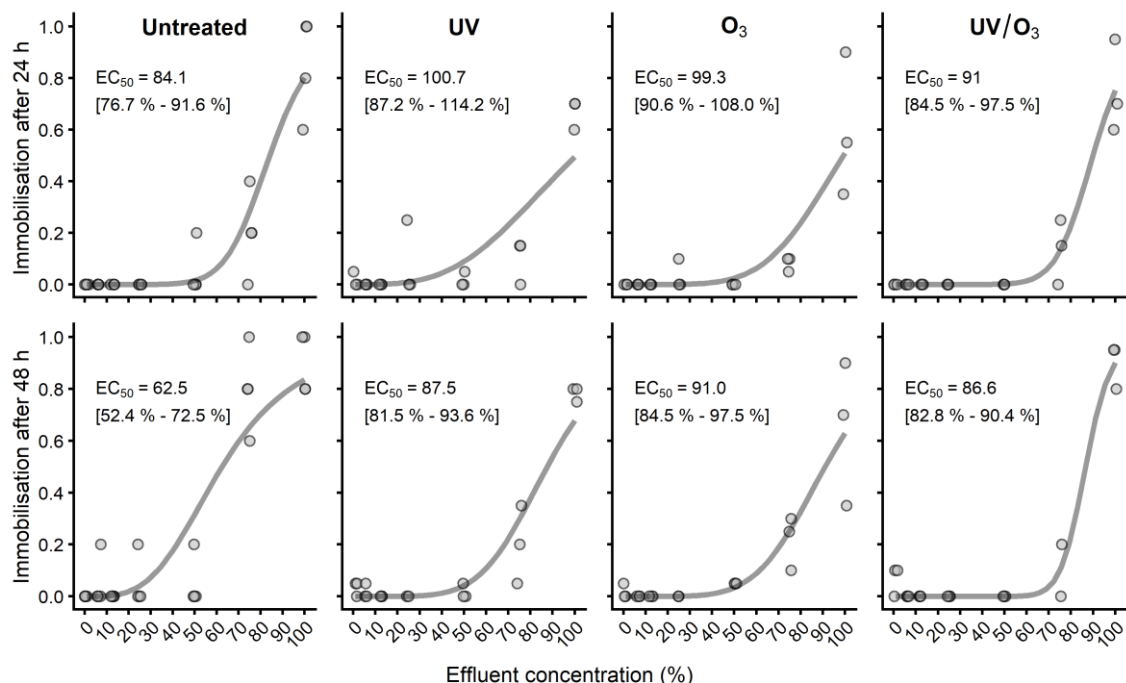 Untreated
UV
O₃
UV/O₃
Immobilisation after 24 h
1.0
0.8
0.6
0.4
0.2
0.0
EC₅₀ = 84.1
[76.7 % - 91.6 %]
EC₅₀ = 100.7
[87.2 % - 114.2 %]
EC₅₀ = 99.3
[90.6 % - 108.0 %]
EC₅₀ = 91
[84.5 % - 97.5 %]
Immobilisation after 48 h
1.0
0.8
0.6
0.4
0.2
0.0
EC₅₀ = 62.5
[52.4 % - 72.5 %]
EC₅₀ = 87.5
[81.5 % - 93.6 %]
EC₅₀ = 91.0
[84.5 % - 97.5 %]
EC₅₀ = 86.6
[82.8 % - 90.4 %]
0 10 20 30 40 50 60 70 80 90 100
0 10 20 30 40 50 60 70 80 90 100
0 10 20 30 40 50 60 70 80 90 100
0 10 20 30 40 50 60 70 80 90 100
Effluent concentration (%)